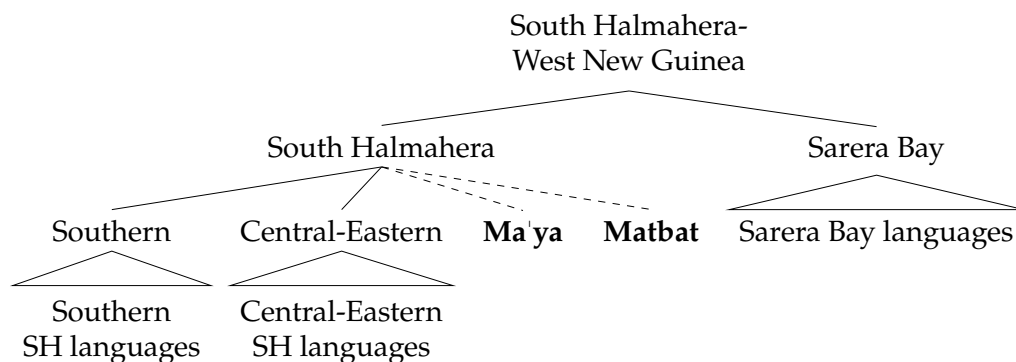 South Halmahera-
West New Guinea
South Halmahera
Sarera Bay
Southern
Central-Eastern
Maˈya
Matbat
Sarera Bay languages
Southern
SH languages
Central-Eastern
SH languages